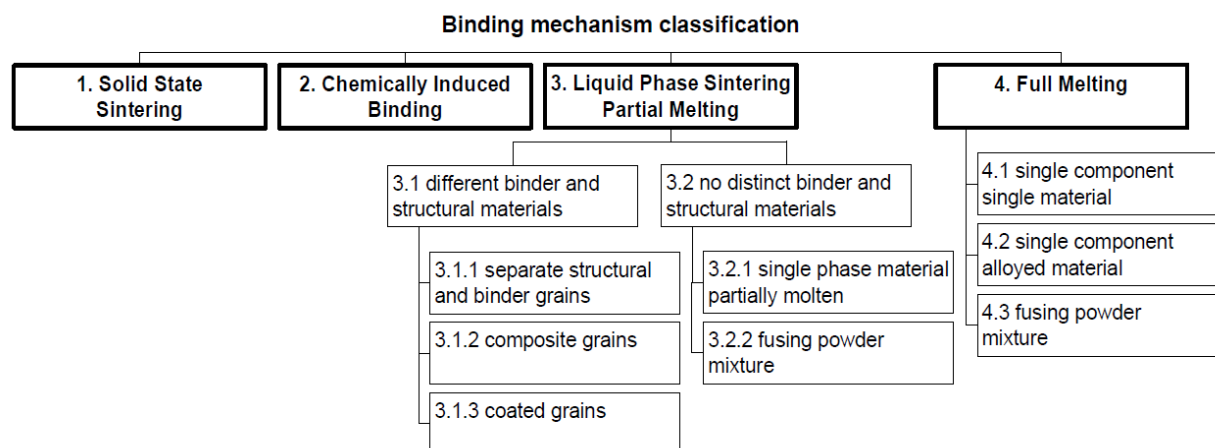 Binding mechanism classification
1. Solid State
Sintering
2. Chemically Induced
Binding
3. Liquid Phase Sintering
Partial Melting
4. Full Melting
3.1 different binder and
structural materials
3.1.1 separate structural
and binder grains
3.1.2 composite grains
3.1.3 coated grains
3.2 no distinct binder and
structural materials
3.2.1 single phase material
partially molten
3.2.2 fusing powder
mixture
4.1 single component
single material
4.2 single component
alloyed material
4.3 fusing powder
mixture